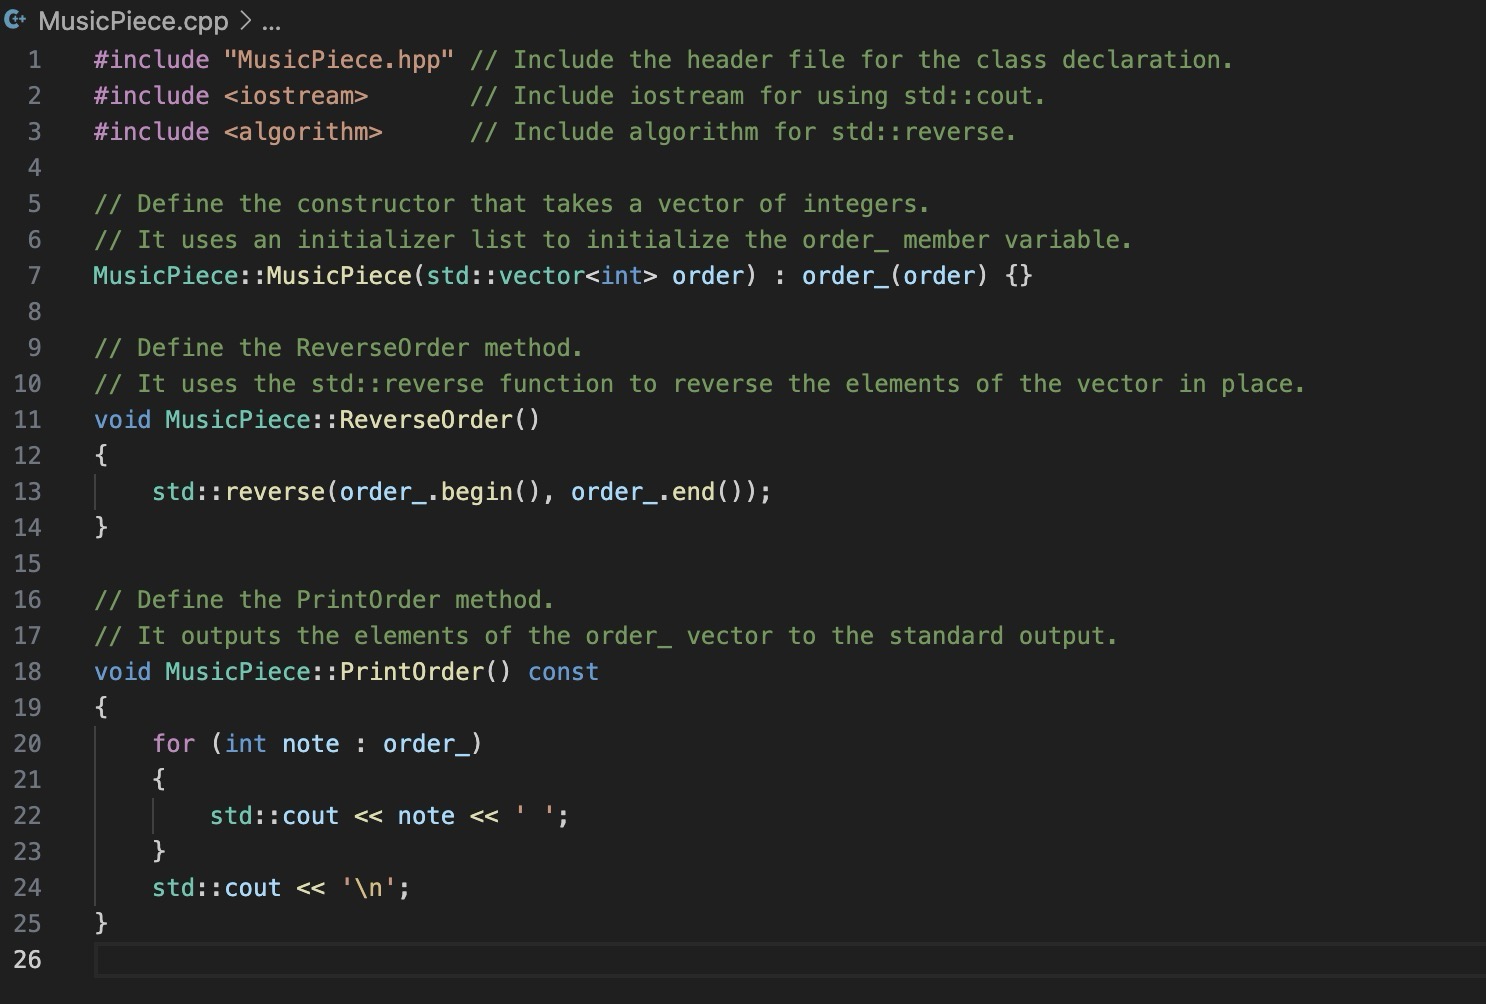 MusicPiece.cpp > ...
1 #include "MusicPiece.hpp" // Include the header file for the class declaration.
2 #include <iostream>       // Include iostream for using std::cout.
3 #include <algorithm>      // Include algorithm for std::reverse.
4
5 // Define the constructor that takes a vector of integers.
6 // It uses an initializer list to initialize the order_ member variable.
7 MusicPiece::MusicPiece(std::vector<int> order) : order_(order) {}
8
9 // Define the ReverseOrder method.
10 // It uses the std::reverse function to reverse the elements of the vector in place.
11 void MusicPiece::ReverseOrder()
12 {
13     std::reverse(order_.begin(), order_.end());
14 }
15
16 // Define the PrintOrder method.
17 // It outputs the elements of the order_ vector to the standard output.
18 void MusicPiece::PrintOrder() const
19 {
20     for (int note : order_)
21     {
22         std::cout << note << ' ';
23     }
24     std::cout << '\n';
25 }
26